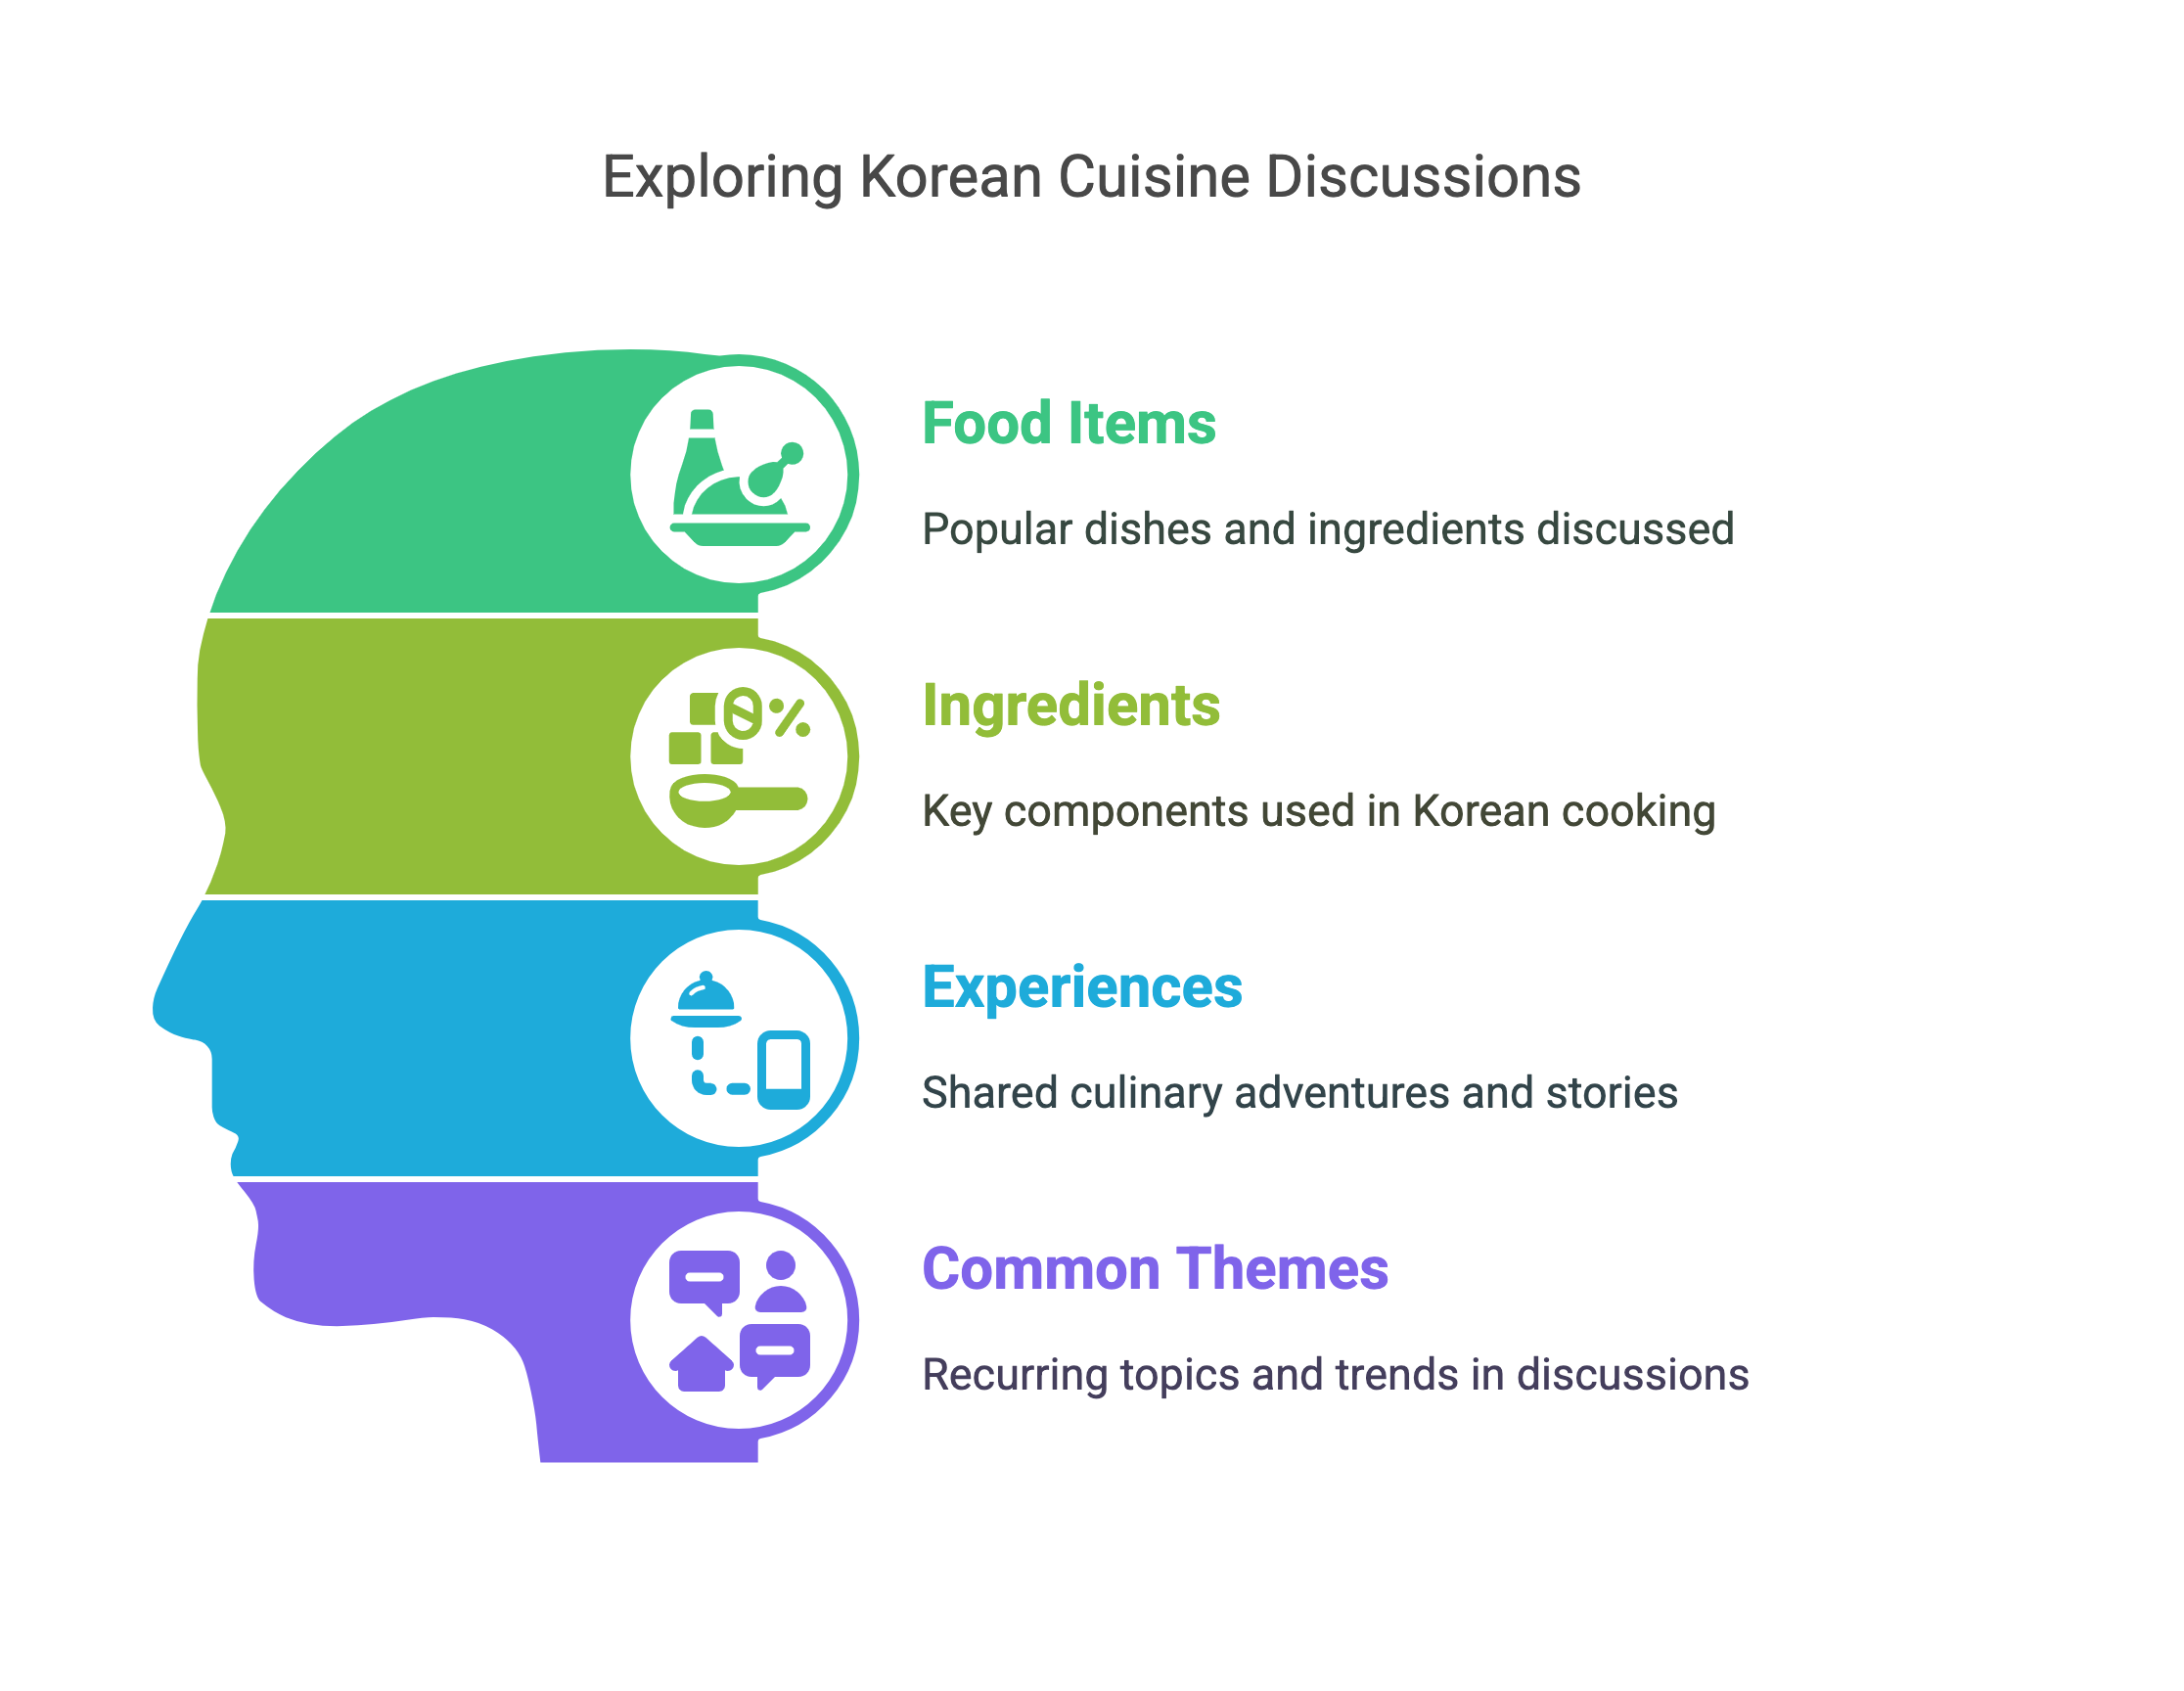 Exploring Korean Cuisine Discussions
Food Items
Popular dishes and ingredients discussed
0%
Ingredients
Key components used in Korean cooking
Experiences
Shared culinary adventures and stories
Common Themes
Recurring topics and trends in discussions